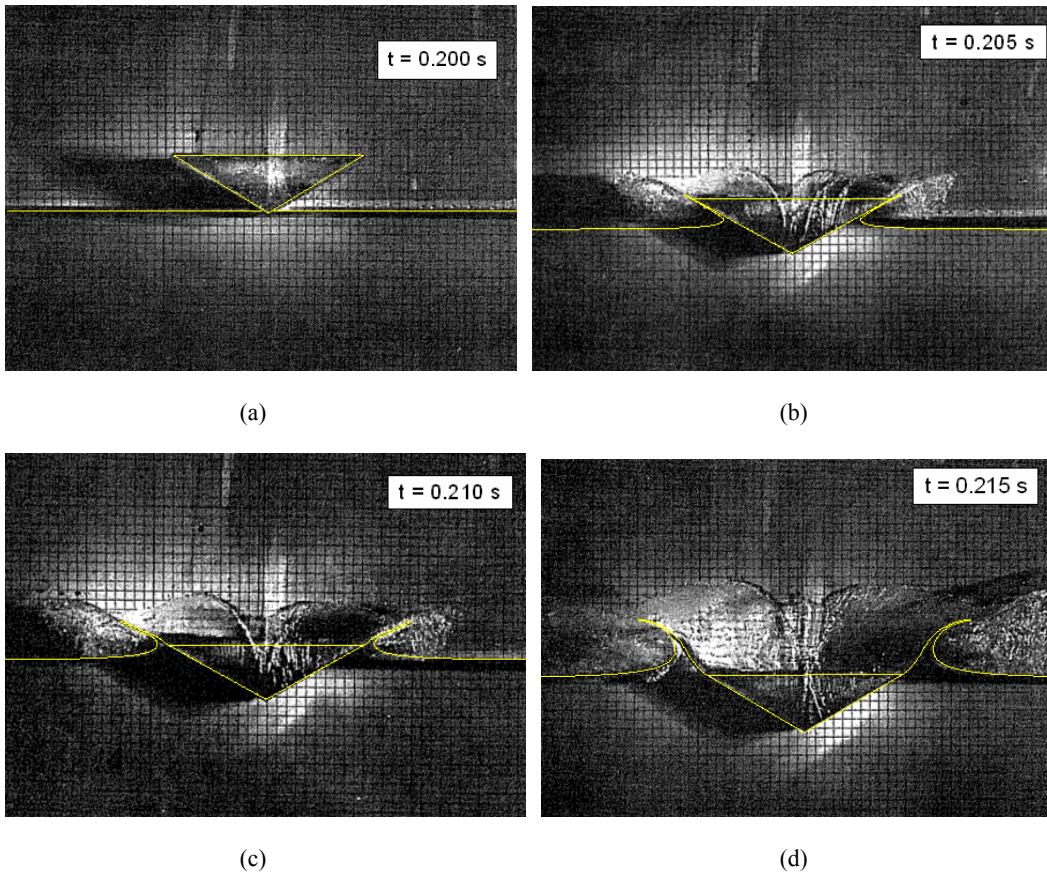 t = 0.200 s
t = 0.205 s
(a)
(b)
t = 0.210 s
t = 0.215 s
(c)
(d)